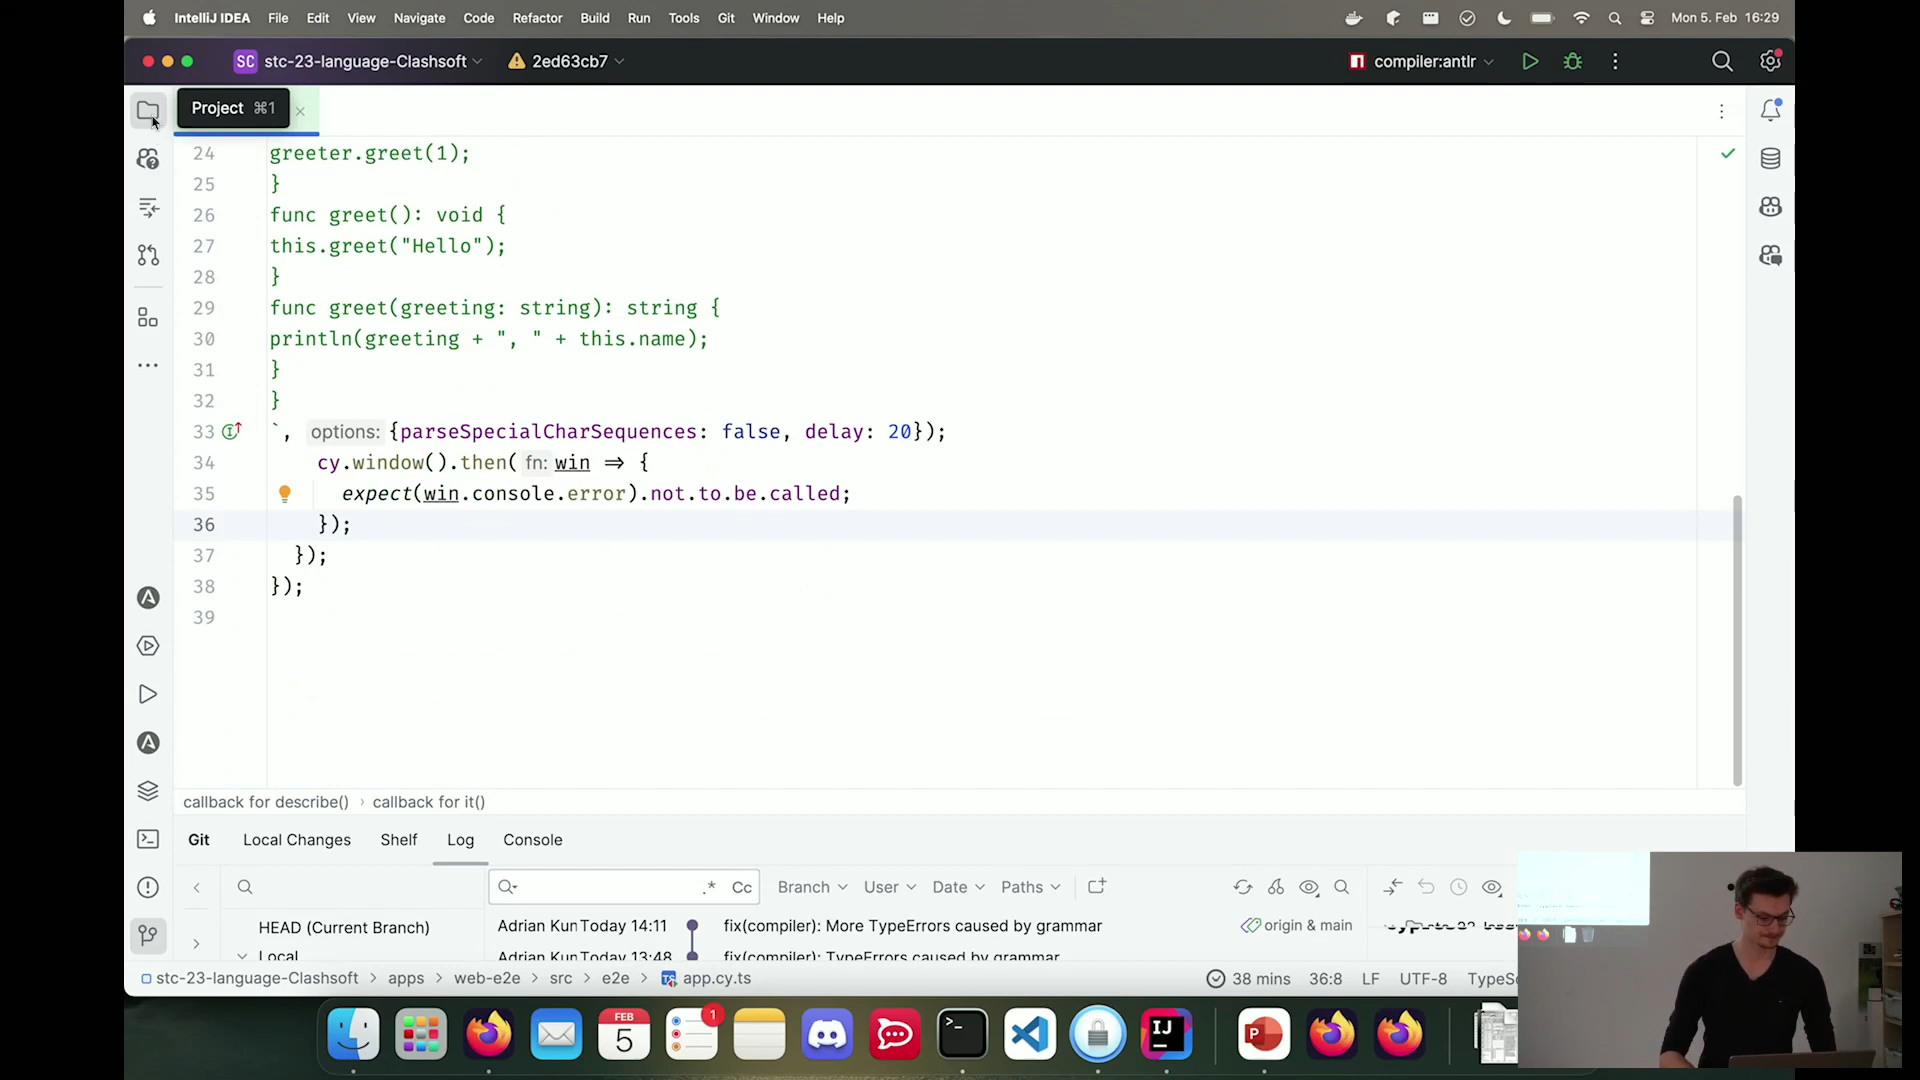 IntelliJ IDEA File Edit View Navigate Code Refactor Build Run Tools Git Window Help Mon 5. Feb 16:29
SC stc-23-language-Clashsoft 2ed63cb7 compiler:antlr
Project ⌘1
24 greeter.greet(1);
25 }
26 func greet(): void {
27 this.greet("Hello");
28 }
29 func greet(greeting: string): string {
30 println(greeting + ", " + this.name);
31 }
32 }
33 `, options: {parseSpecialCharSequences: false, delay: 20});
34 cy.window().then( fn: win ⇒ {
35 expect(win.console.error).not.to.be.called;
36 });
37 });
38 });
39
callback for describe() › callback for it()
Git Local Changes Shelf Log Console
.* Cc Branch User Date Paths
HEAD (Current Branch) Adrian Kun Today 14:11 fix(compiler): More TypeErrors caused by grammar origin & main
Local Adrian Kun Today 13:48 fix(compiler): TypeErrors caused by grammar
stc-23-language-Clashsoft › apps › web-e2e › src › e2e › TS app.cy.ts 38 mins 36:8 LF UTF-8 TypeSc
FEB
5
1
>_
IJ
P